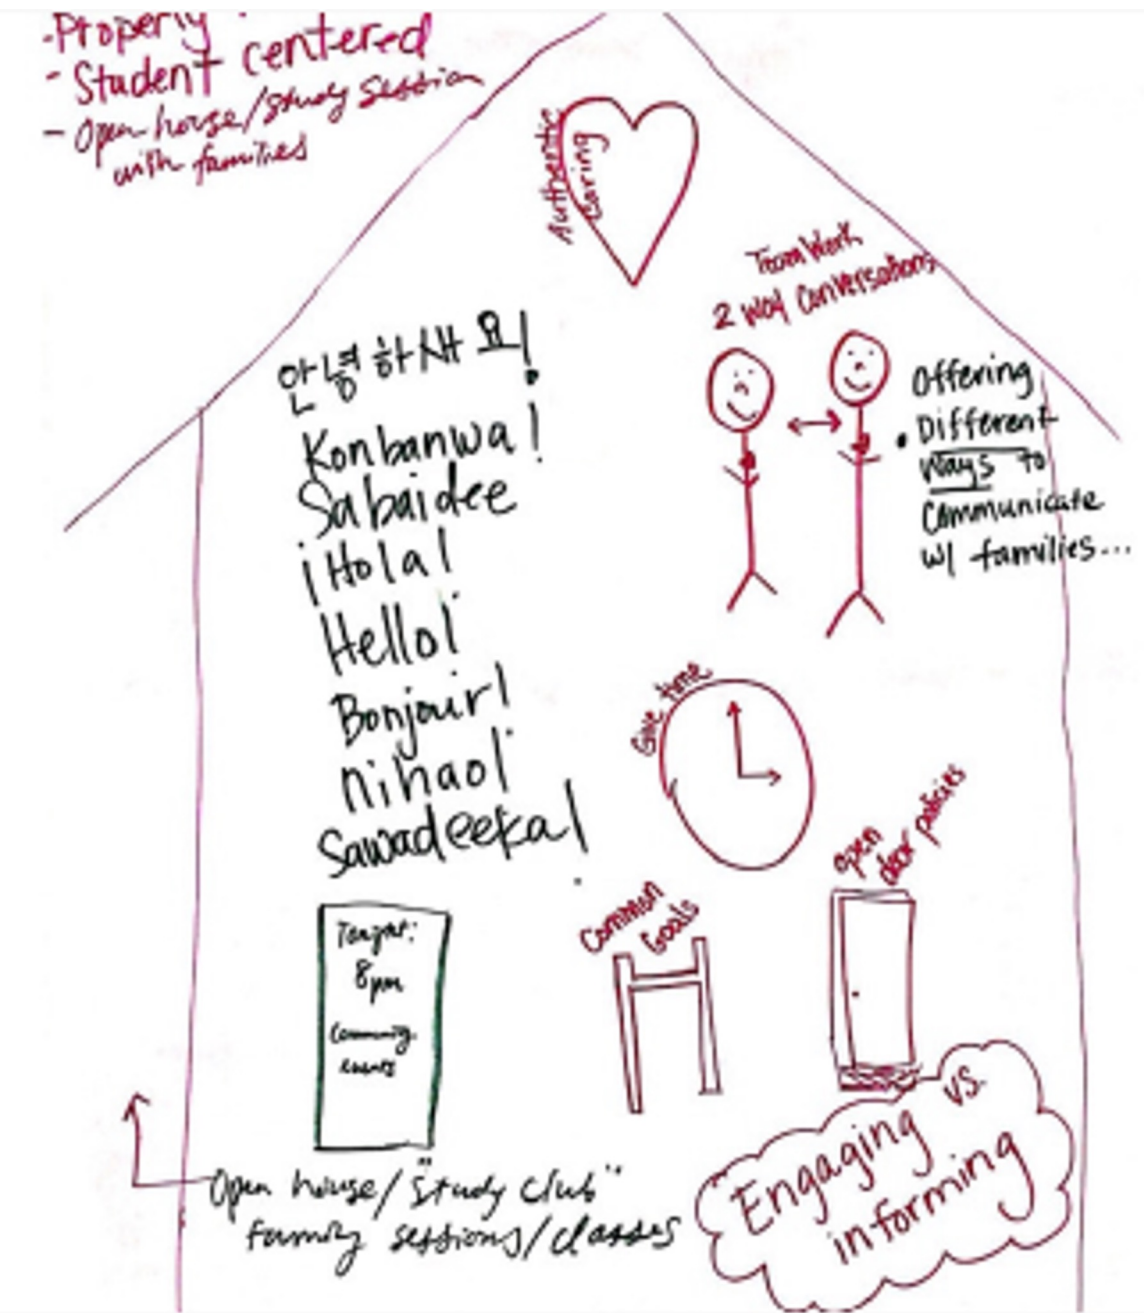 - Student centered
- Open house/study session
with families
Authentic
Caring
Team Work
2 way conversations
안녕하새요!
Konbanwa!
Sabaidee
¡Hola!
Hello!
Bonjour!
Nihao!
Sawadeeka!
Offering
• Different
Ways to
Communicate
w/ families...
Give time
open
door policies
Common
Goals
Tonight:
8pm
Community
events
Open house/"study club"
family sessions/classes
Engaging vs.
informing